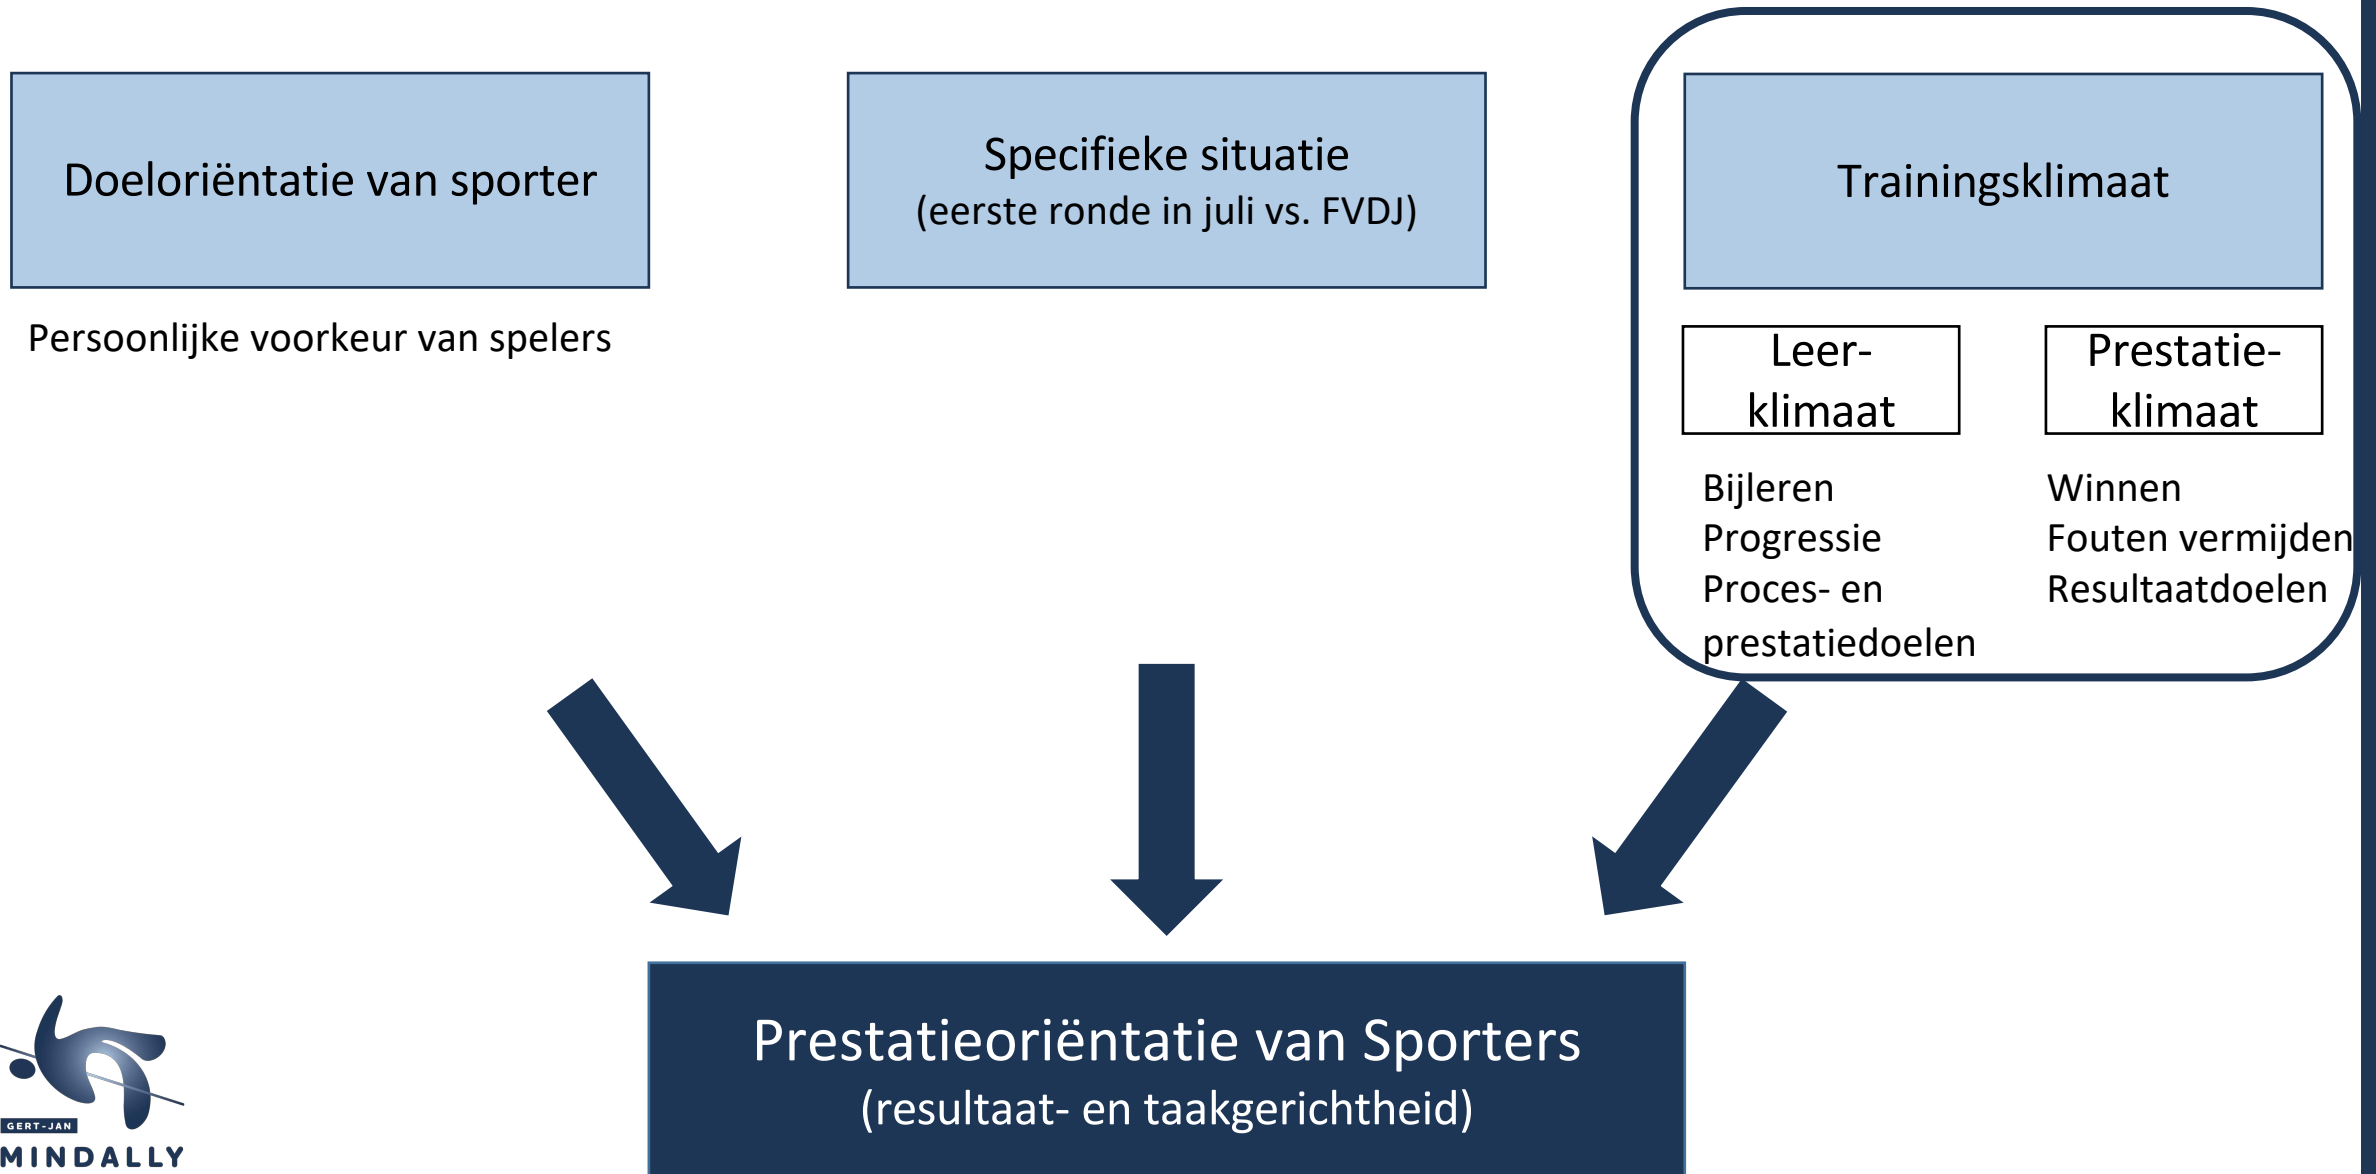 Doeloriëntatie van sporter
Persoonlijke voorkeur van spelers
Specifieke situatie
(eerste ronde in juli vs. FVDJ)
Trainingsklimaat
Leer-
klimaat
Bijleren
Progressie
Proces- en
prestatiedoelen
Prestatie-
klimaat
Winnen
Fouten vermijden
Resultaatdoelen
Prestatieoriëntatie van Sporters
(resultaat- en taakgerichtheid)
GERT-JAN
MINDALLY